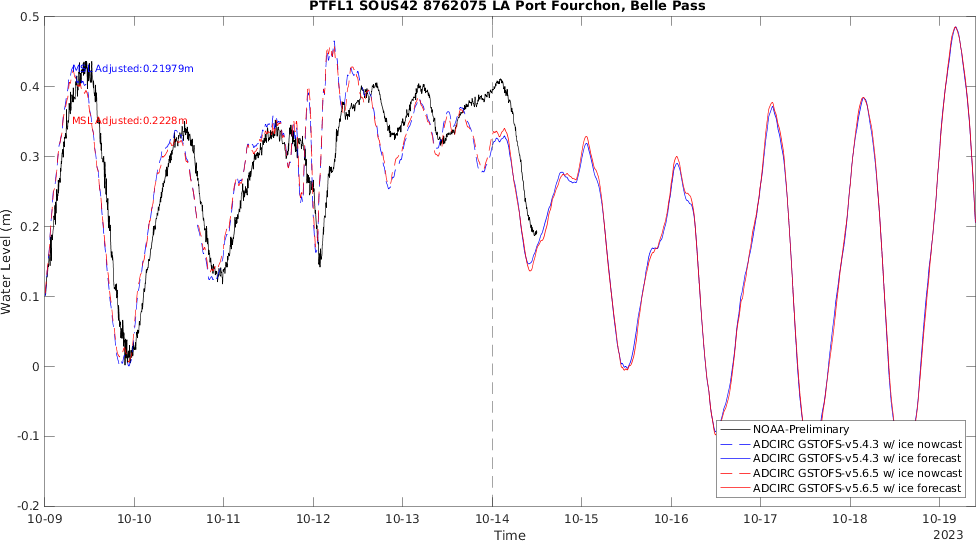 PTFL1 SOUS42 8762075 LA Port Fourchon, Belle Pass
0.5
0.4
0.3
0.2
0.1
0
-0.1
-0.2
Water Level (m)
MSL Adjusted:0.21979m
MSL Adjusted:0.2228m
NOAA-Preliminary
ADCIRC GSTOFS-v5.4.3 w/ ice nowcast
ADCIRC GSTOFS-v5.4.3 w/ ice forecast
ADCIRC GSTOFS-v5.6.5 w/ ice nowcast
ADCIRC GSTOFS-v5.6.5 w/ ice forecast
10-09 10-10 10-11 10-12 10-13 10-14 10-15 10-16 10-17 10-18 10-19
Time
2023